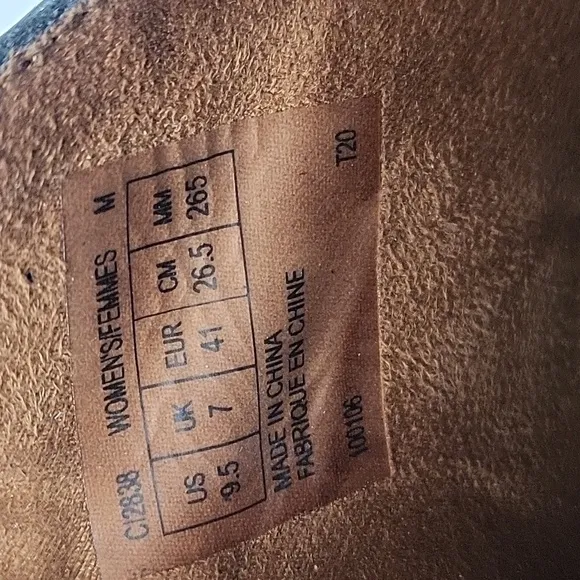 CI2838 WOMEN'S/FEMMES M
US UK EUR CM MM
9.5 7 41 26.5 265
MADE IN CHINA
FABRIQUE EN CHINE
100106 T20